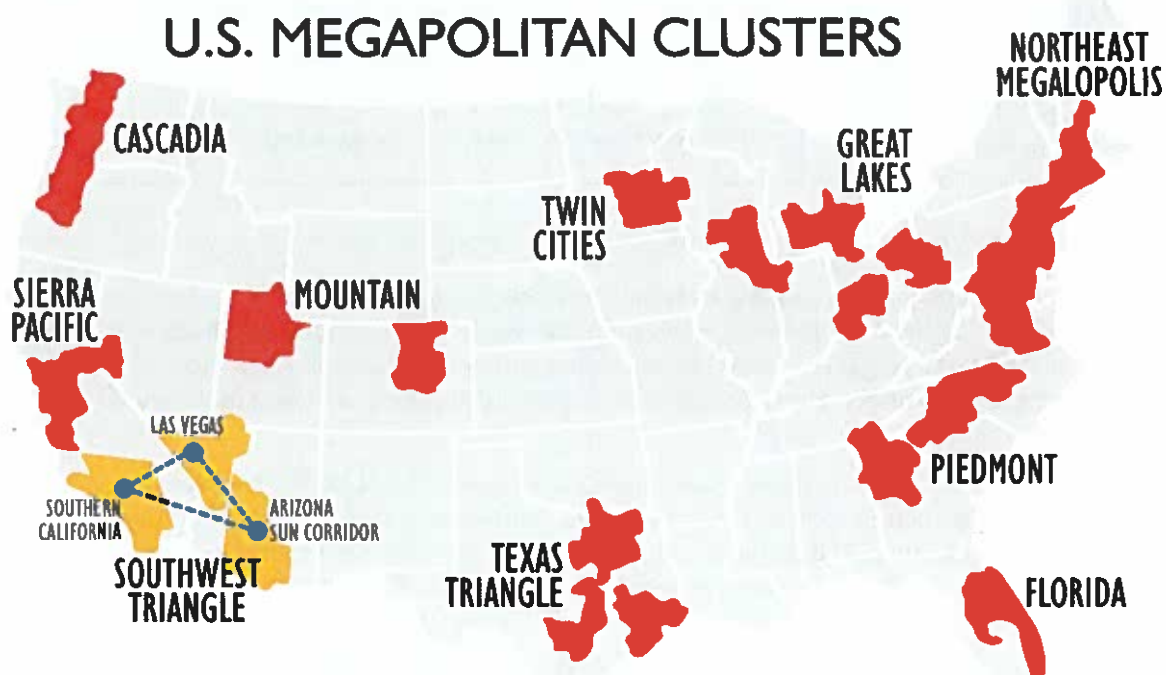 U.S. MEGAPOLITAN CLUSTERS
NORTHEAST
MEGALOPOLIS
CASCADIA
GREAT
LAKES
TWIN
CITIES
SIERRA
PACIFIC
MOUNTAIN
LAS VEGAS
PIEDMONT
SOUTHERN
CALIFORNIA
ARIZONA
SUN CORRIDOR
SOUTHWEST
TRIANGLE
TEXAS
TRIANGLE
FLORIDA